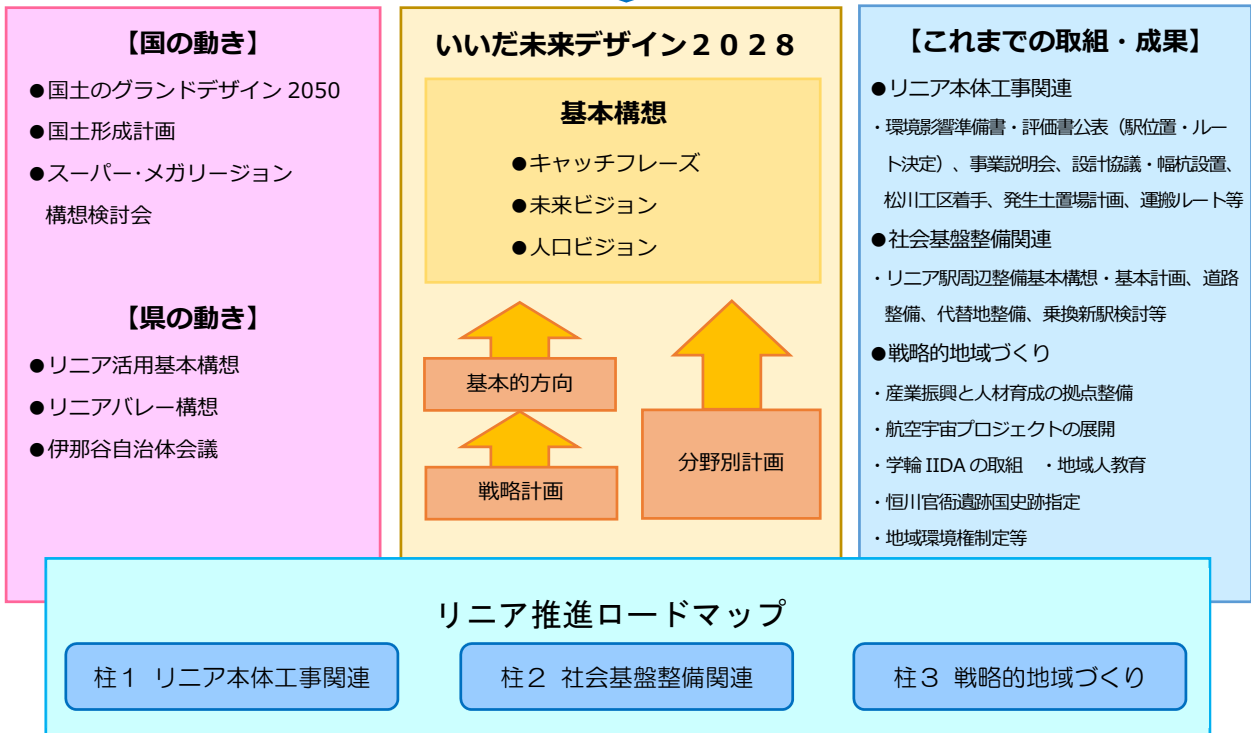 【国の動き】
●国土のグランドデザイン 2050
●国土形成計画
●スーパー・メガリージョン
構想検討会
【県の動き】
●リニア活用基本構想
●リニアバレー構想
●伊那谷自治体会議
いいだ未来デザイン２０２８
基本構想
●キャッチフレーズ
●未来ビジョン
●人口ビジョン
基本的方向
戦略計画
分野別計画
【これまでの取組・成果】
●リニア本体工事関連
・環境影響準備書・評価書公表（駅位置・ルー
ト決定）、事業説明会、設計協議・幅杭設置、
松川工区着手、発生土置場計画、運搬ルート等
●社会基盤整備関連
・リニア駅周辺整備基本構想・基本計画、道路
整備、代替地整備、乗換新駅検討等
●戦略的地域づくり
・産業振興と人材育成の拠点整備
・航空宇宙プロジェクトの展開
・学輪 IIDA の取組　・地域人教育
・恒川官衙遺跡国史跡指定
・地域環境権制定等
リニア推進ロードマップ
柱１ リニア本体工事関連
柱２ 社会基盤整備関連
柱３ 戦略的地域づくり